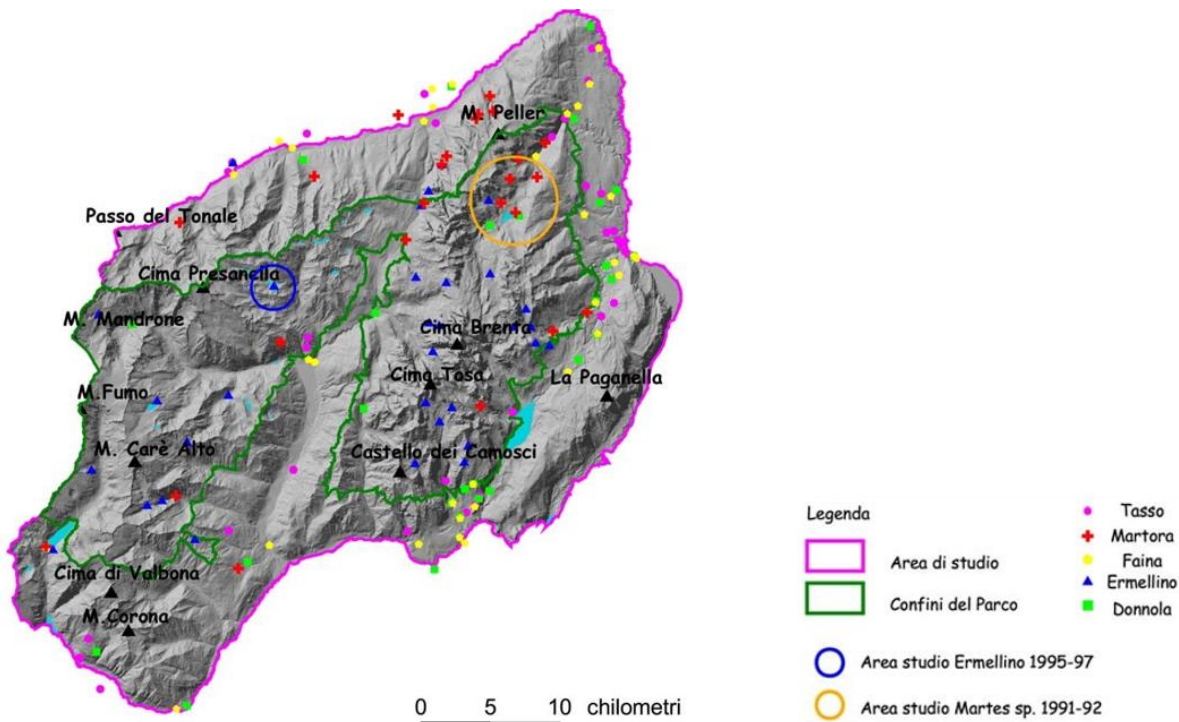 M. Peller
Passo del Tonale
Cima Presanella
M. Mandrone
Cima Brenta
Cima Tosa
La Paganella
M.Fumo
M. Carè Alto
Castello dei Camosci
Cima di Valbona
M.Corona
0 5 10 chilometri
Legenda
Area di studio
Confini del Parco
Tasso
Martora
Faina
Ermellino
Donnola
Area studio Ermellino 1995-97
Area studio Martes sp. 1991-92